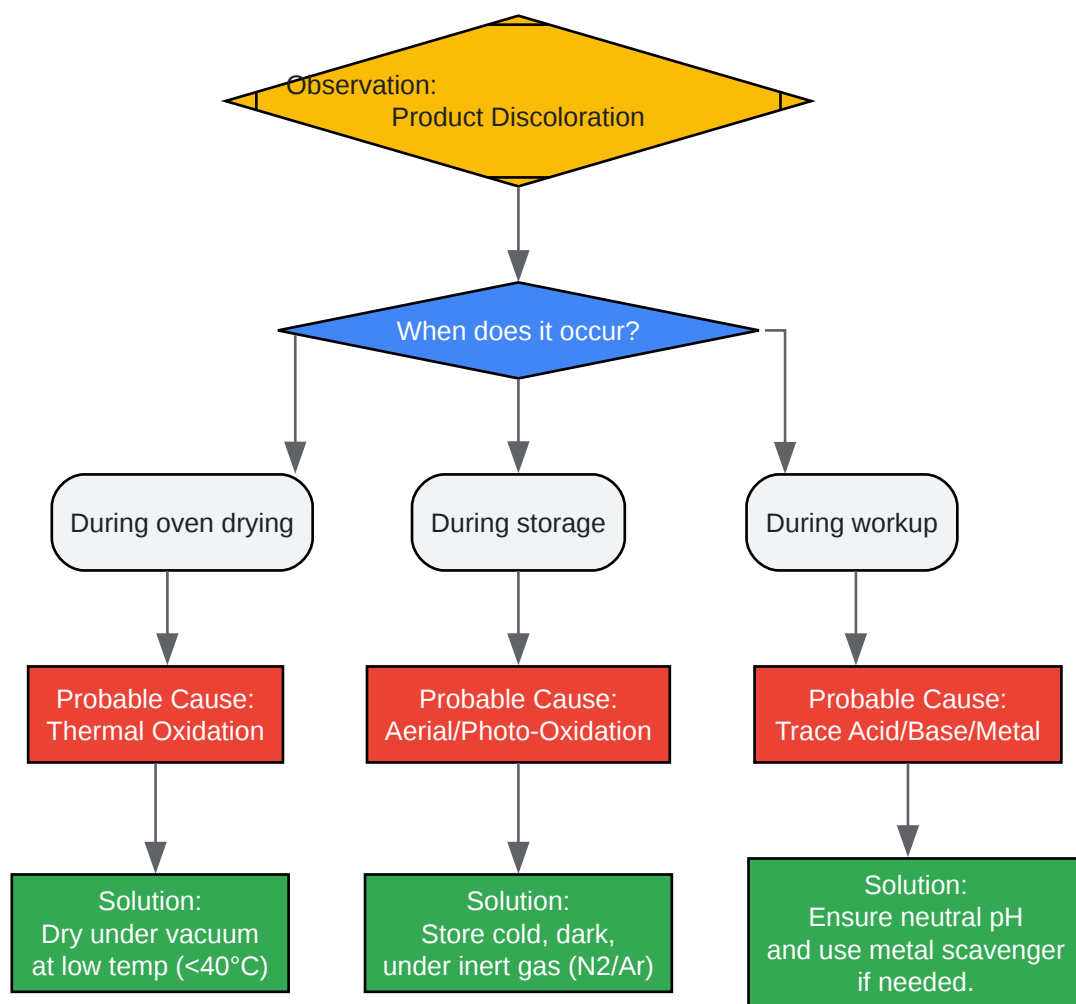 Observation:
Product Discoloration
When does it occur?
During oven drying
During storage
During workup
Probable Cause:
Thermal Oxidation
Probable Cause:
Aerial/Photo-Oxidation
Probable Cause:
Trace Acid/Base/Metal
Solution:
Dry under vacuum
at low temp (<40°C)
Solution:
Store cold, dark,
under inert gas (N2/Ar)
Solution:
Ensure neutral pH
and use metal scavenger
if needed.